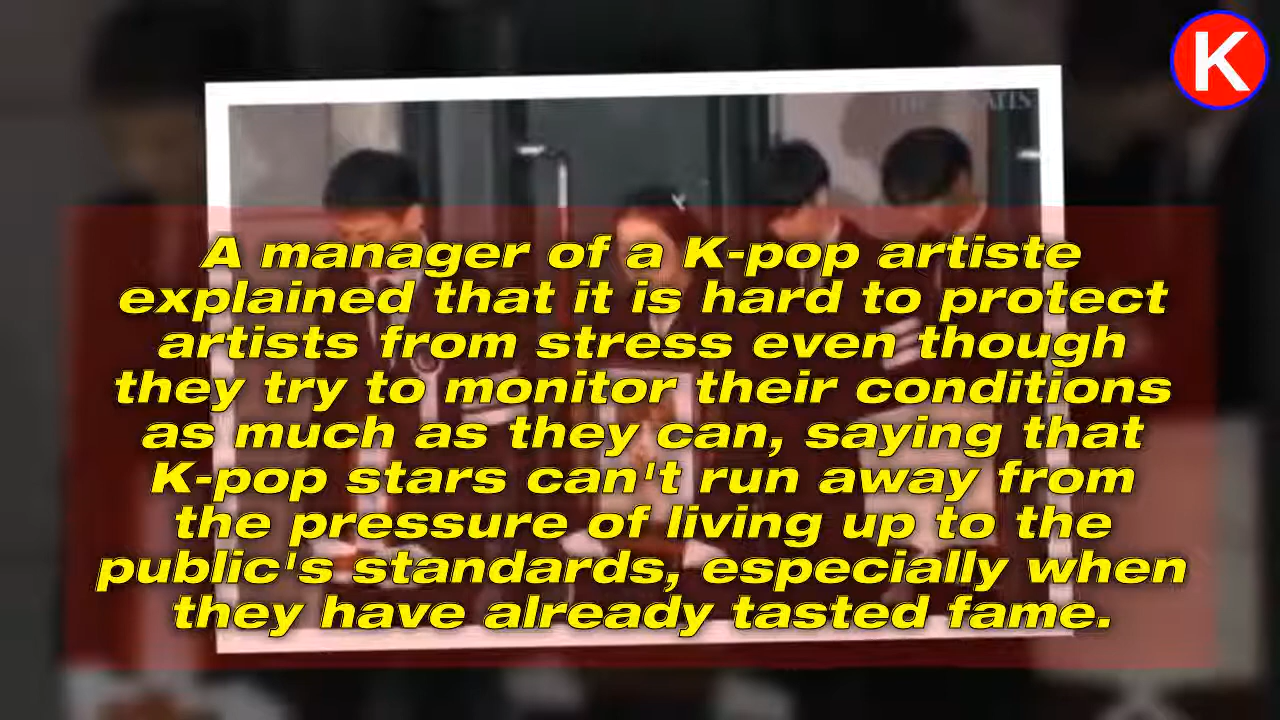 K
A manager of a K-pop artiste
explained that it is hard to protect
artists from stress even though
they try to monitor their conditions
as much as they can, saying that
K-pop stars can't run away from
the pressure of living up to the
public's standards, especially when
they have already tasted fame.